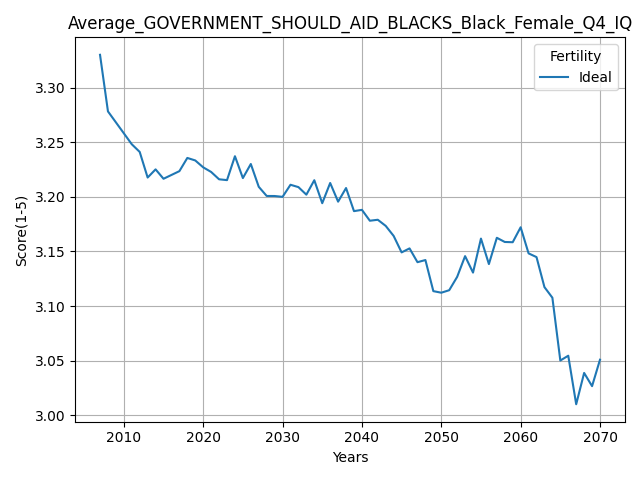 Average_GOVERNMENT_SHOULD_AID_BLACKS_Black_Female_Q4_IQ
Fertility
Ideal
Score(1-5)
3.30
3.25
3.20
3.15
3.10
3.05
3.00
2010 2020 2030 2040 2050 2060 2070
Years